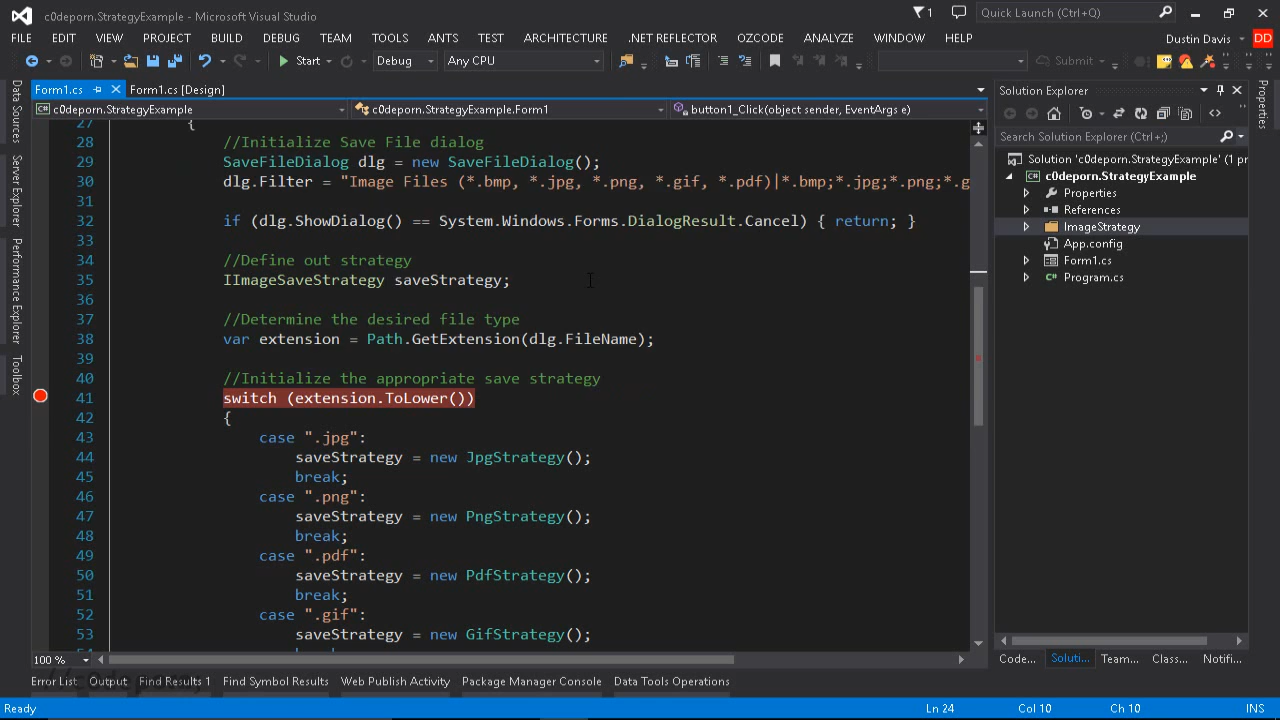 c0deporn.StrategyExample - Microsoft Visual Studio
1
Quick Launch (Ctrl+Q)
FILE EDIT VIEW PROJECT BUILD DEBUG TEAM TOOLS ANTS TEST ARCHITECTURE .NET REFLECTOR OZCODE ANALYZE WINDOW HELP
Dustin Davis DD
Start Debug Any CPU Submit
Form1.cs Form1.cs [Design]
c0deporn.StrategyExample c0deporn.StrategyExample.Form1 button1_Click(object sender, EventArgs e)
Data Sources
Server Explorer
Performance Explorer
Toolbox
27 {
28 //Initialize Save File dialog
29 SaveFileDialog dlg = new SaveFileDialog();
30 dlg.Filter = "Image Files (*.bmp, *.jpg, *.png, *.gif, *.pdf)|*.bmp;*.jpg;*.png;*.g
31
32 if (dlg.ShowDialog() == System.Windows.Forms.DialogResult.Cancel) { return; }
33
34 //Define out strategy
35 IImageSaveStrategy saveStrategy;
36
37 //Determine the desired file type
38 var extension = Path.GetExtension(dlg.FileName);
39
40 //Initialize the appropriate save strategy
41 switch (extension.ToLower())
42 {
43 case ".jpg":
44 saveStrategy = new JpgStrategy();
45 break;
46 case ".png":
47 saveStrategy = new PngStrategy();
48 break;
49 case ".pdf":
50 saveStrategy = new PdfStrategy();
51 break;
52 case ".gif":
53 saveStrategy = new GifStrategy();
100 %
Solution Explorer
Search Solution Explorer (Ctrl+;)
Solution 'c0deporn.StrategyExample' (1 pr
c0deporn.StrategyExample
Properties
References
ImageStrategy
App.config
Form1.cs
Program.cs
Code... Soluti... Team... Class... Notifi...
Properties
Error List Output Find Results 1 Find Symbol Results Web Publish Activity Package Manager Console Data Tools Operations
Ready Ln 24 Col 10 Ch 10 INS